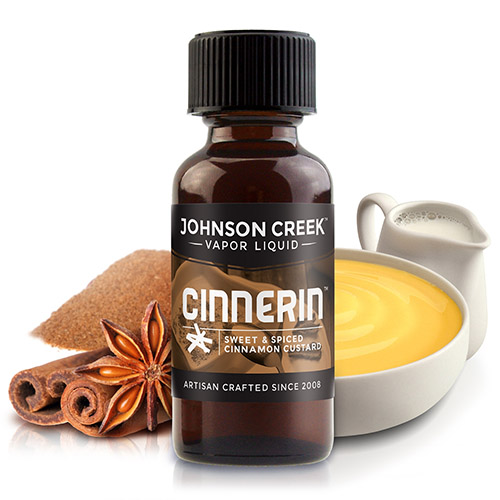 JOHNSON CREEK™
VAPOR LIQUID
CINNERIN™
SWEET & SPICED
CINNAMON CUSTARD
ARTISAN CRAFTED SINCE 2008